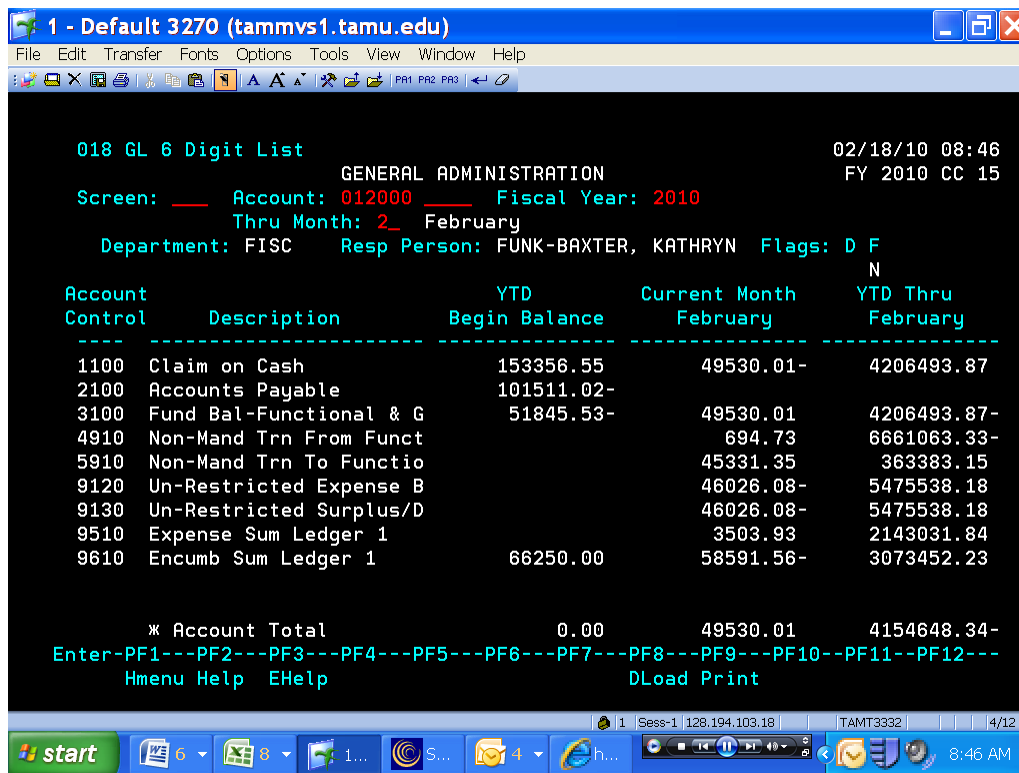 1 - Default 3270 (tammvs1.tamu.edu)
File Edit Transfer Fonts Options Tools View Window Help
PA1 PA2 PA3
018 GL 6 Digit List 02/18/10 08:46
GENERAL ADMINISTRATION FY 2010 CC 15
Screen: ___ Account: 012000 ____ Fiscal Year: 2010
Thru Month: 2_ February
Department: FISC Resp Person: FUNK-BAXTER, KATHRYN Flags: D F
N
Account YTD Current Month YTD Thru
Control Description Begin Balance February February
---- ----------------------- --------------- --------------- ---------------
1100 Claim on Cash 153356.55 49530.01- 4206493.87
2100 Accounts Payable 101511.02-
3100 Fund Bal-Functional & G 51845.53- 49530.01 4206493.87-
4910 Non-Mand Trn From Funct 694.73 6661063.33-
5910 Non-Mand Trn To Functio 45331.35 363383.15
9120 Un-Restricted Expense B 46026.08- 5475538.18
9130 Un-Restricted Surplus/D 46026.08- 5475538.18
9510 Expense Sum Ledger 1 3503.93 2143031.84
9610 Encumb Sum Ledger 1 66250.00 58591.56- 3073452.23
* Account Total 0.00 49530.01 4154648.34-
Enter-PF1---PF2---PF3---PF4---PF5---PF6---PF7---PF8---PF9---PF10--PF11--PF12---
Hmenu Help EHelp DLoad Print
1 Sess-1 128.194.103.18 TAMT3332 4/12
start 6 8 1... S... 4 h... 8:46 AM